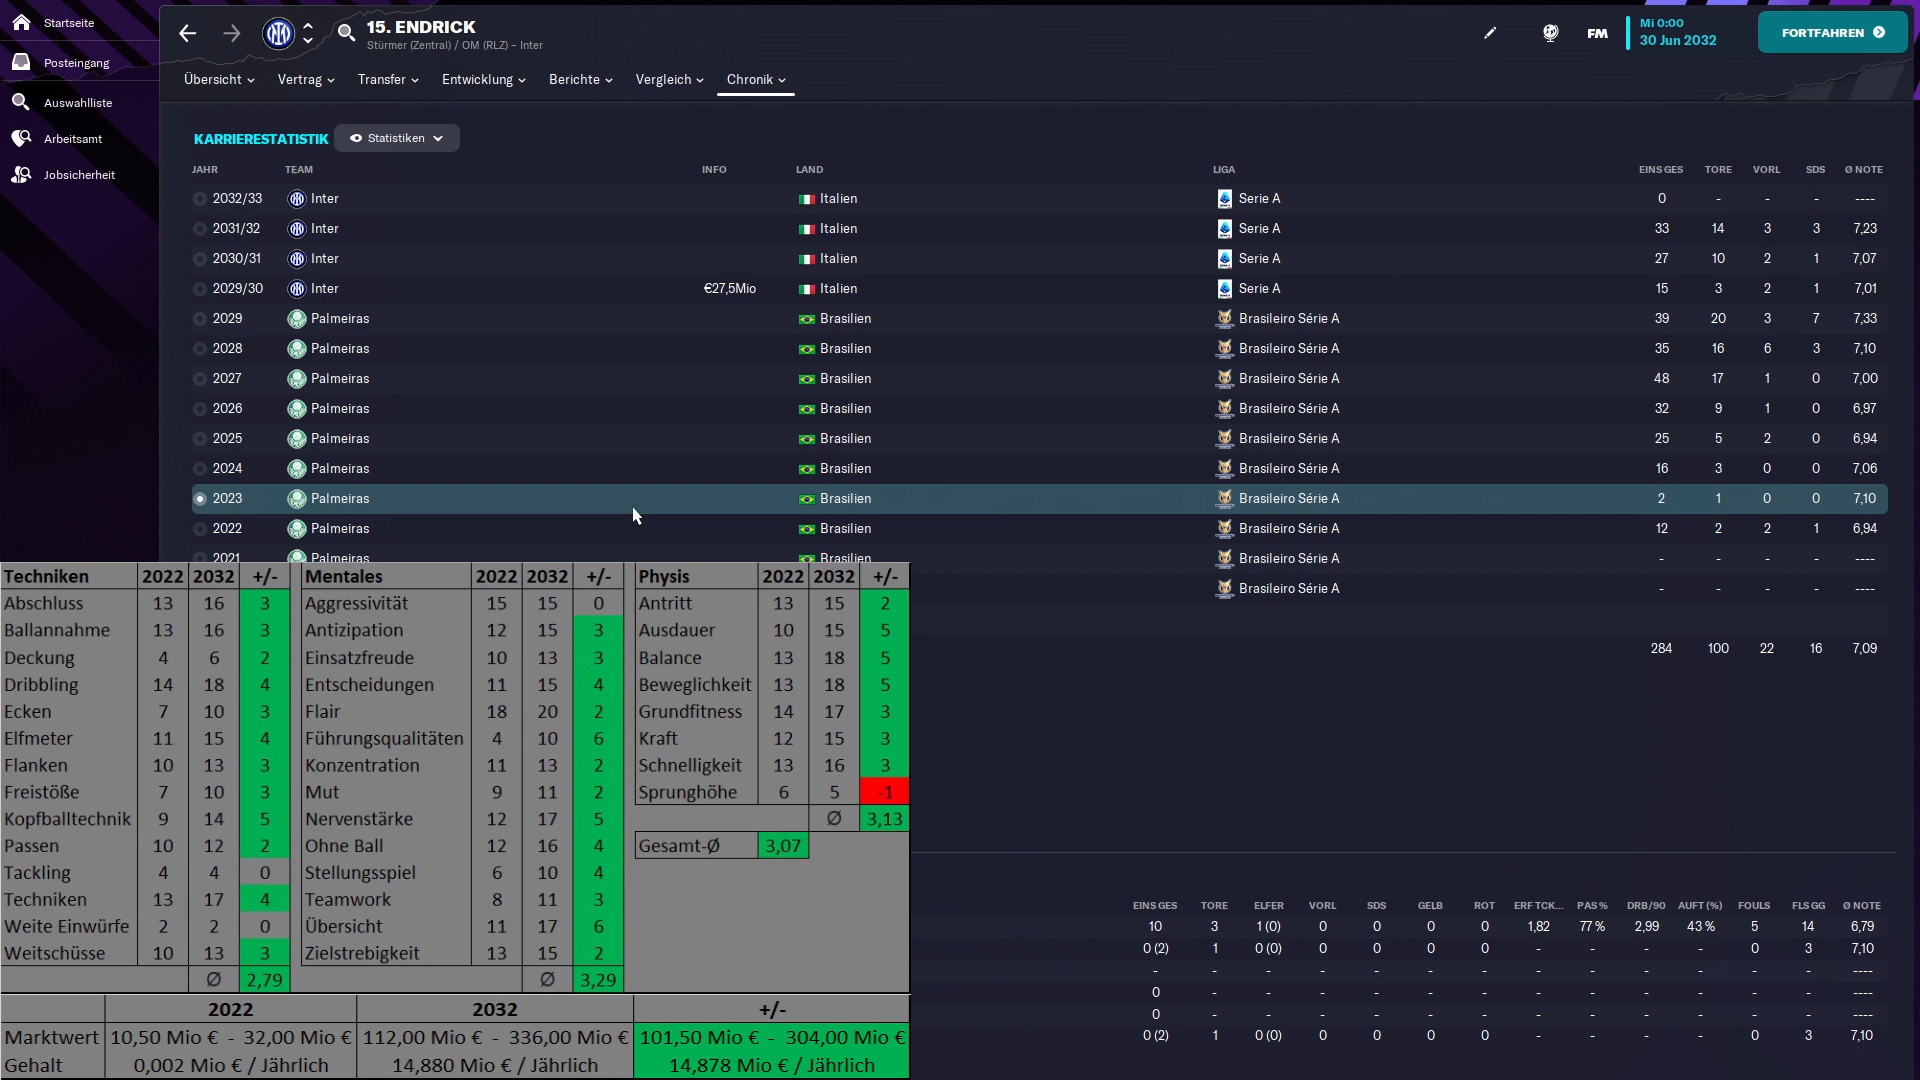 Startseite
Posteingang
Auswahlliste
Arbeitsamt
Jobsicherheit
15. ENDRICK
Stürmer (Zentral) / OM (RLZ) – Inter
FM
Mi 0:00
30 Jun 2032
FORTFAHREN
Übersicht Vertrag Transfer Entwicklung Berichte Vergleich Chronik
KARRIERESTATISTIK Statistiken
JAHR TEAM INFO LAND LIGA EINS GES TORE VORL SDS Ø NOTE
2032/33 Inter Italien Serie A 0 - - - ----
2031/32 Inter Italien Serie A 33 14 3 3 7,23
2030/31 Inter Italien Serie A 27 10 2 1 7,07
2029/30 Inter €27,5Mio Italien Serie A 15 3 2 1 7,01
2029 Palmeiras Brasilien Brasileiro Série A 39 20 3 7 7,33
2028 Palmeiras Brasilien Brasileiro Série A 35 16 6 3 7,10
2027 Palmeiras Brasilien Brasileiro Série A 48 17 1 0 7,00
2026 Palmeiras Brasilien Brasileiro Série A 32 9 1 0 6,97
2025 Palmeiras Brasilien Brasileiro Série A 25 5 2 0 6,94
2024 Palmeiras Brasilien Brasileiro Série A 16 3 0 0 7,06
2023 Palmeiras Brasilien Brasileiro Série A 2 1 0 0 7,10
2022 Palmeiras Brasilien Brasileiro Série A 12 2 2 1 6,94
2021 Palmeiras Brasilien Brasileiro Série A - - - ----
Brasileiro Série A - - - ----
284 100 22 16 7,09
Techniken 2022 2032 +/- Mentales 2022 2032 +/- Physis 2022 2032 +/-
Abschluss 13 16 3 Aggressivität 15 15 0 Antritt 13 15 2
Ballannahme 13 16 3 Antizipation 12 15 3 Ausdauer 10 15 5
Deckung 4 6 2 Einsatzfreude 10 13 3 Balance 13 18 5
Dribbling 14 18 4 Entscheidungen 11 15 4 Beweglichkeit 13 18 5
Ecken 7 10 3 Flair 18 20 2 Grundfitness 14 17 3
Elfmeter 11 15 4 Führungsqualitäten 4 10 6 Kraft 12 15 3
Flanken 10 13 3 Konzentration 11 13 2 Schnelligkeit 13 16 3
Freistöße 7 10 3 Mut 9 11 2 Sprunghöhe 6 5 -1
Kopfballtechnik 9 14 5 Nervenstärke 12 17 5 Ø 3,13
Passen 10 12 2 Ohne Ball 12 16 4 Gesamt-Ø 3,07
Tackling 4 4 0 Stellungsspiel 6 10 4
Techniken 13 17 4 Teamwork 8 11 3
Weite Einwürfe 2 2 0 Übersicht 11 17 6
Weitschüsse 10 13 3 Zielstrebigkeit 13 15 2
Ø 2,79 Ø 3,29
2022 2032 +/-
Marktwert 10,50 Mio € - 32,00 Mio € 112,00 Mio € - 336,00 Mio € 101,50 Mio € - 304,00 Mio €
Gehalt 0,002 Mio € / Jährlich 14,880 Mio € / Jährlich 14,878 Mio € / Jährlich
EINS GES TORE ELFER VORL SDS GELB ROT ERF TCK... PAS % DRB/90 AUFT (%) FOULS FLS GG Ø NOTE
10 3 1 (0) 0 0 0 0 1,82 77 % 2,99 43 % 5 14 6,79
0 (2) 1 0 (0) 0 0 0 0 - - - - 0 3 7,10
- - - - - - - - - - - - - ----
0 - - - - - - - - - - - - ----
0 - - - - - - - - - - - - ----
0 (2) 1 0 (0) 0 0 0 0 - - - - 0 3 7,10